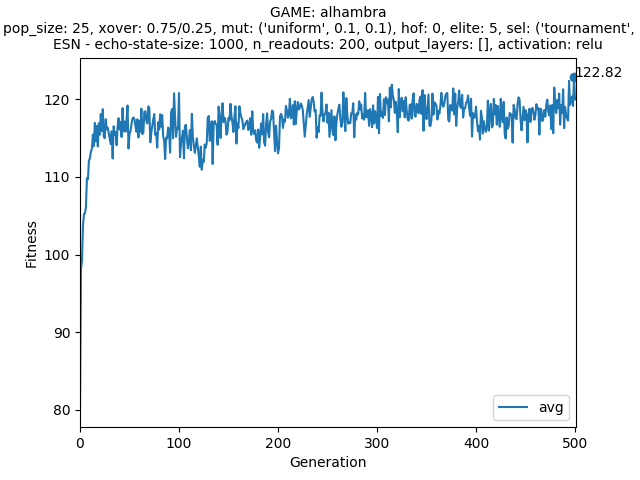 GAME: alhambra
pop_size: 25, xover: 0.75/0.25, mut: ('uniform', 0.1, 0.1), hof: 0, elite: 5, sel: ('tournament',
ESN - echo-state-size: 1000, n_readouts: 200, output_layers: [], activation: relu
122.82
120
110
100
90
80
Fitness
avg
0 100 200 300 400 500
Generation